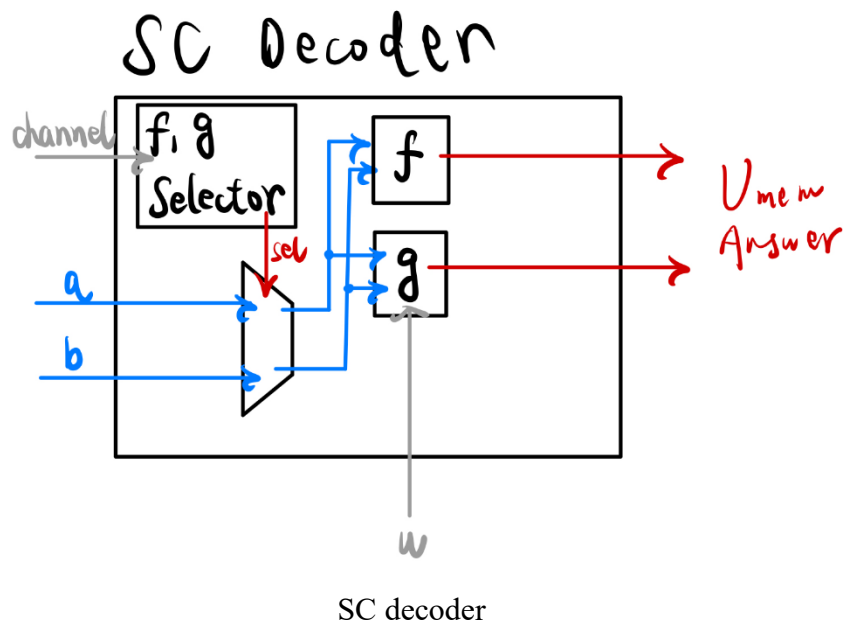 SC Decoder
channel
f, g
Selector
f
sel
g
a
b
Umem
Answer
u
SC decoder